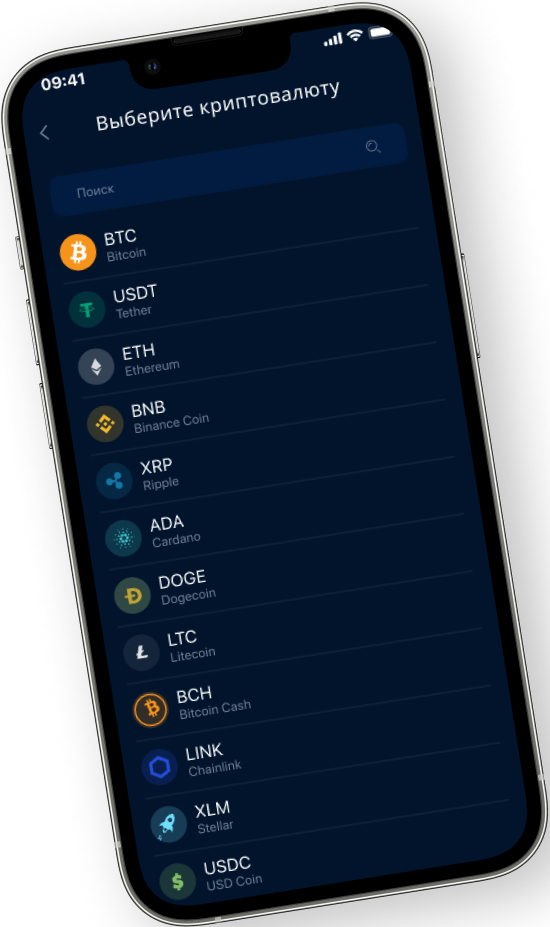 09:41
Выберите криптовалюту
Поиск
BTC
Bitcoin
USDT
Tether
ETH
Ethereum
BNB
Binance Coin
XRP
Ripple
ADA
Cardano
DOGE
Dogecoin
LTC
Litecoin
BCH
Bitcoin Cash
LINK
Chainlink
XLM
Stellar
USDC
USD Coin